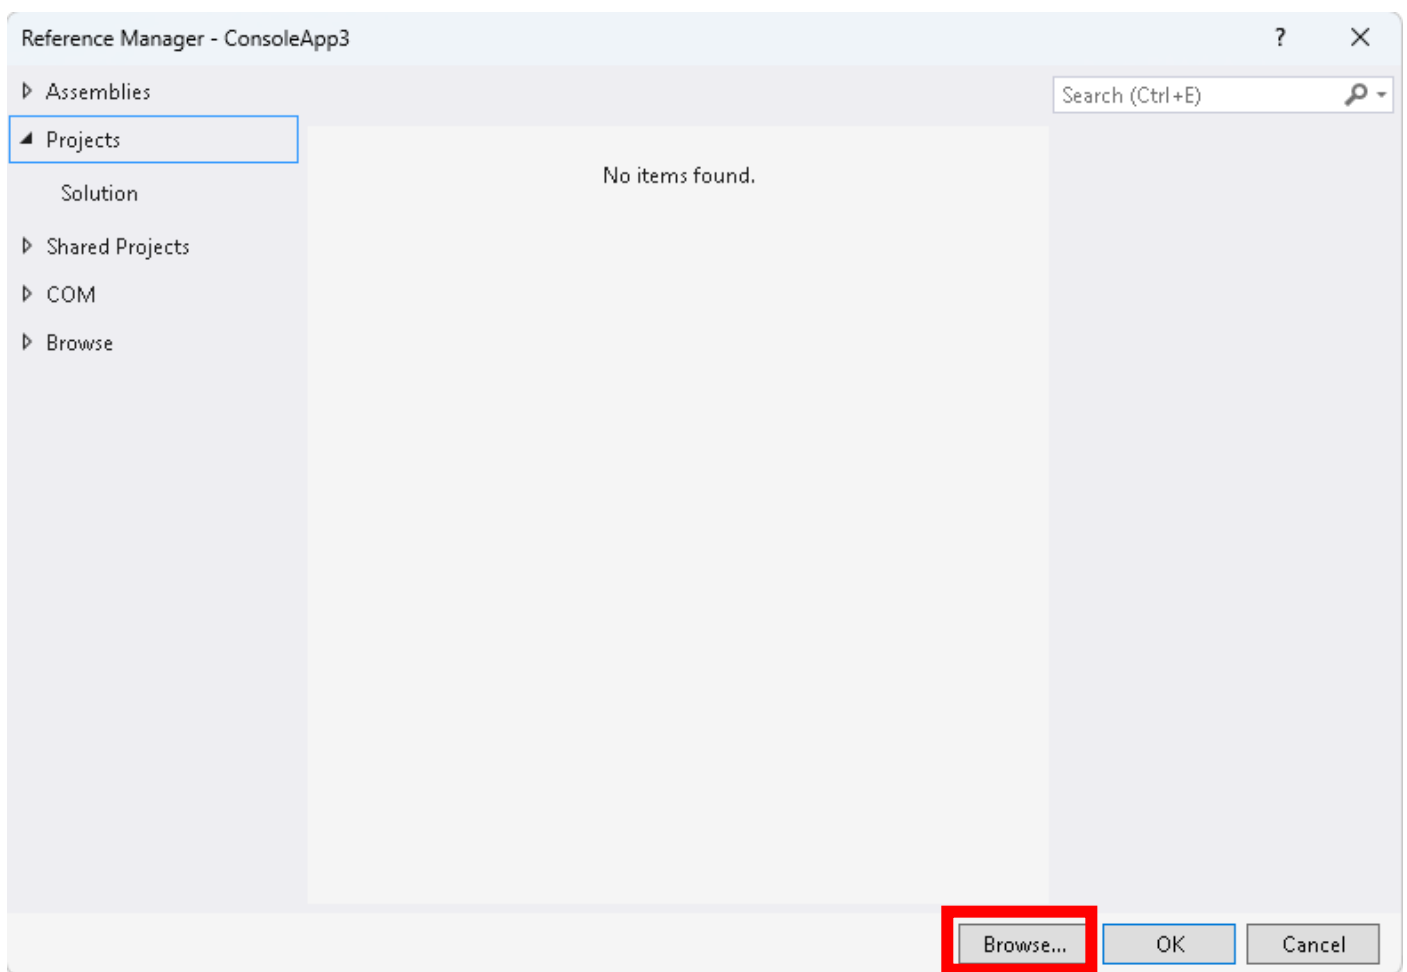 Reference Manager - ConsoleApp3
?
Assemblies
Search (Ctrl+E)
Projects
No items found.
Solution
Shared Projects
COM
Browse
Browse...
OK
Cancel